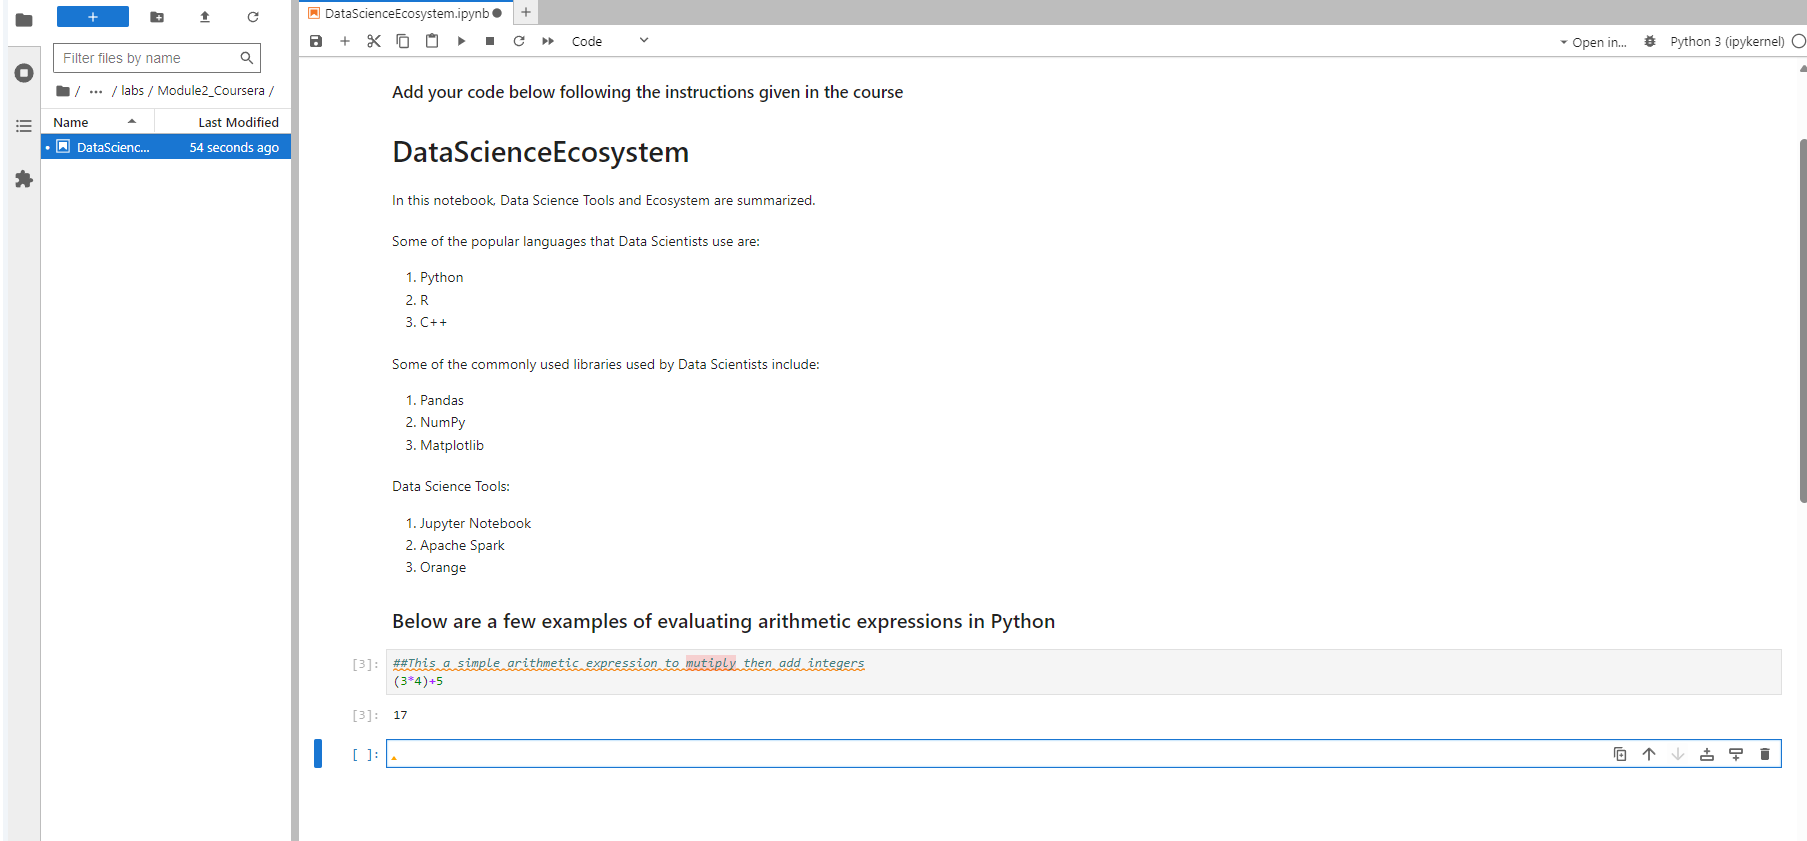 DataScienceEcosystem.ipynb
Code
Open in...
Python 3 (ipykernel)
Filter files by name
/ ... / labs / Module2_Coursera /
Name Last Modified
DataScienc... 54 seconds ago
Add your code below following the instructions given in the course
DataScienceEcosystem
In this notebook, Data Science Tools and Ecosystem are summarized.
Some of the popular languages that Data Scientists use are:
1. Python
2. R
3. C++
Some of the commonly used libraries used by Data Scientists include:
1. Pandas
2. NumPy
3. Matplotlib
Data Science Tools:
1. Jupyter Notebook
2. Apache Spark
3. Orange
Below are a few examples of evaluating arithmetic expressions in Python
[3]: ##This a simple arithmetic expression to mutiply then add integers
(3*4)+5
[3]: 17
[ ]: